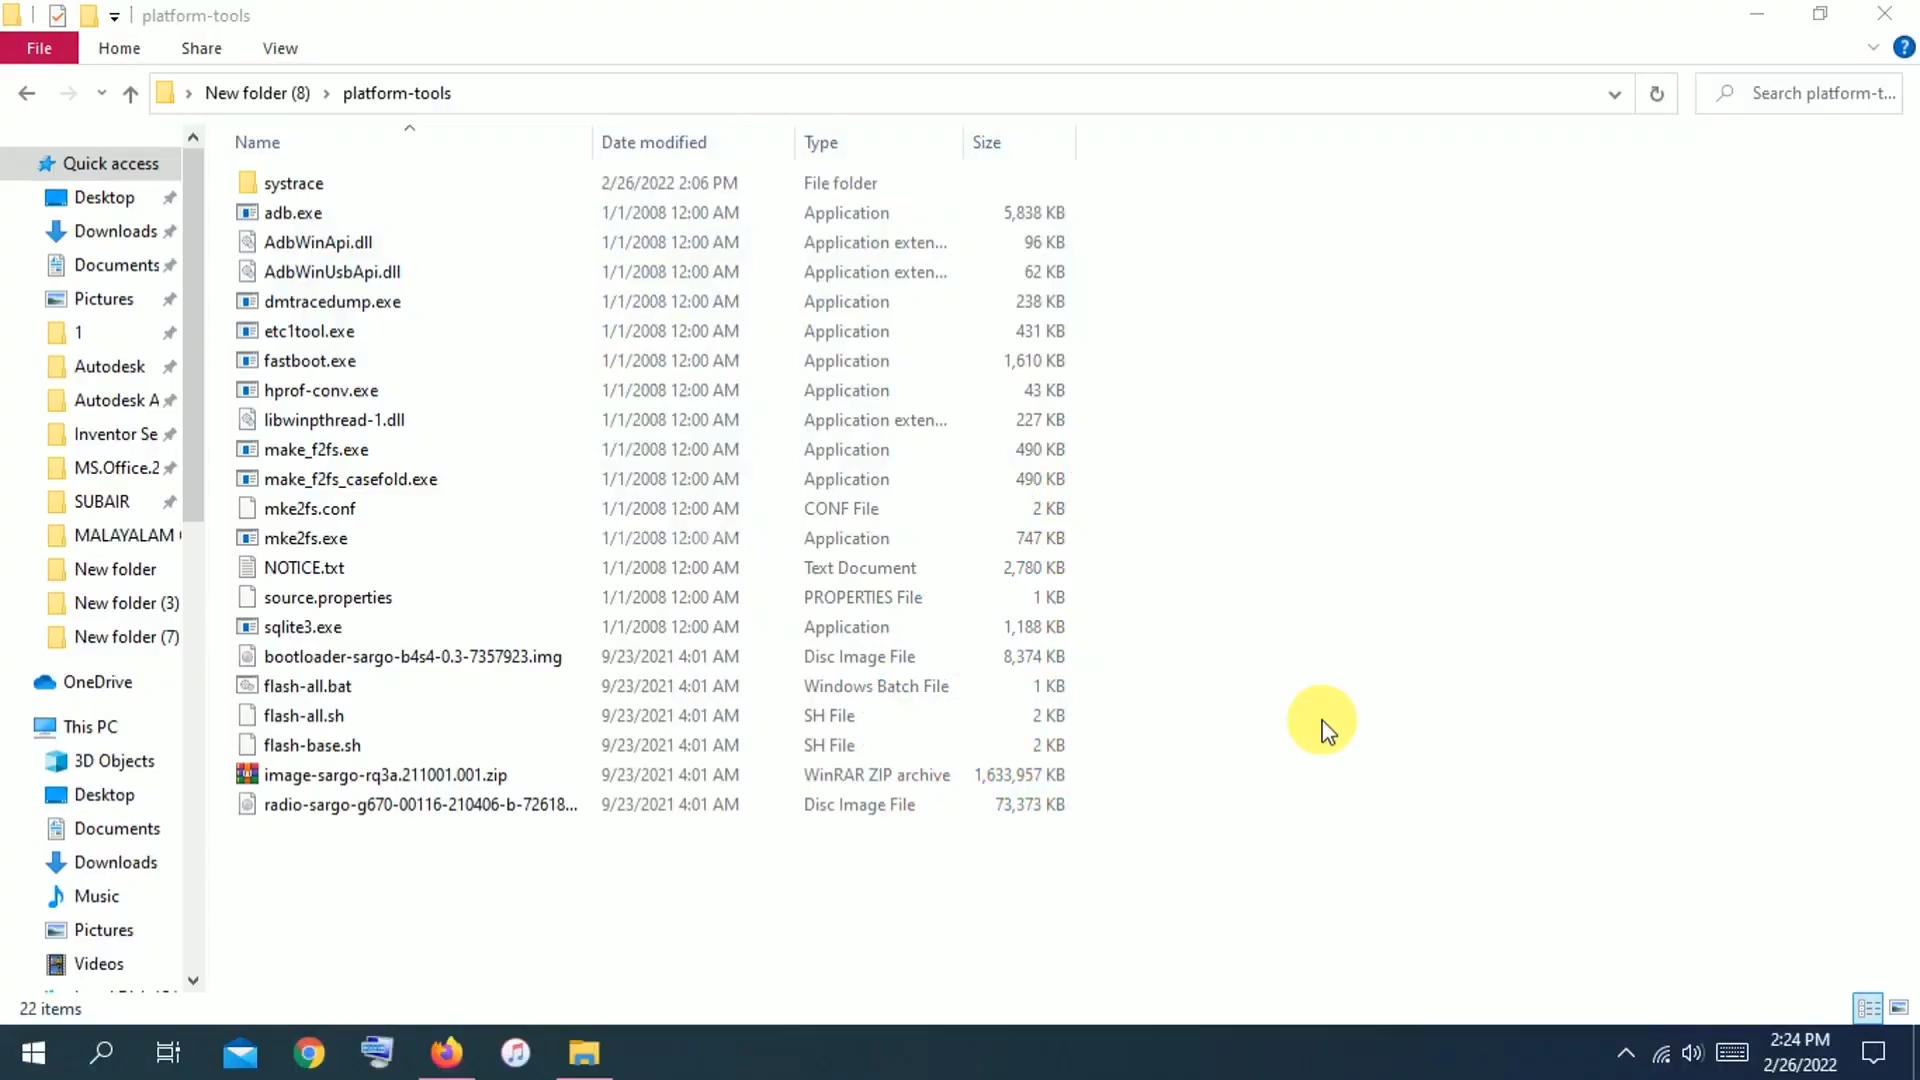 platform-tools
File Home Share View
New folder (8) platform-tools Search platform-t...
Name Date modified Type Size
Quick access
Desktop
Downloads
Documents
Pictures
1
Autodesk
Autodesk A
Inventor Se
MS.Office.2
SUBAIR
MALAYALAM
New folder
New folder (3)
New folder (7)
OneDrive
This PC
3D Objects
Desktop
Documents
Downloads
Music
Pictures
Videos
systrace 2/26/2022 2:06 PM File folder
adb.exe 1/1/2008 12:00 AM Application 5,838 KB
AdbWinApi.dll 1/1/2008 12:00 AM Application exten... 96 KB
AdbWinUsbApi.dll 1/1/2008 12:00 AM Application exten... 62 KB
dmtracedump.exe 1/1/2008 12:00 AM Application 238 KB
etc1tool.exe 1/1/2008 12:00 AM Application 431 KB
fastboot.exe 1/1/2008 12:00 AM Application 1,610 KB
hprof-conv.exe 1/1/2008 12:00 AM Application 43 KB
libwinpthread-1.dll 1/1/2008 12:00 AM Application exten... 227 KB
make_f2fs.exe 1/1/2008 12:00 AM Application 490 KB
make_f2fs_casefold.exe 1/1/2008 12:00 AM Application 490 KB
mke2fs.conf 1/1/2008 12:00 AM CONF File 2 KB
mke2fs.exe 1/1/2008 12:00 AM Application 747 KB
NOTICE.txt 1/1/2008 12:00 AM Text Document 2,780 KB
source.properties 1/1/2008 12:00 AM PROPERTIES File 1 KB
sqlite3.exe 1/1/2008 12:00 AM Application 1,188 KB
bootloader-sargo-b4s4-0.3-7357923.img 9/23/2021 4:01 AM Disc Image File 8,374 KB
flash-all.bat 9/23/2021 4:01 AM Windows Batch File 1 KB
flash-all.sh 9/23/2021 4:01 AM SH File 2 KB
flash-base.sh 9/23/2021 4:01 AM SH File 2 KB
image-sargo-rq3a.211001.001.zip 9/23/2021 4:01 AM WinRAR ZIP archive 1,633,957 KB
radio-sargo-g670-00116-210406-b-72618... 9/23/2021 4:01 AM Disc Image File 73,373 KB
22 items
2:24 PM
2/26/2022